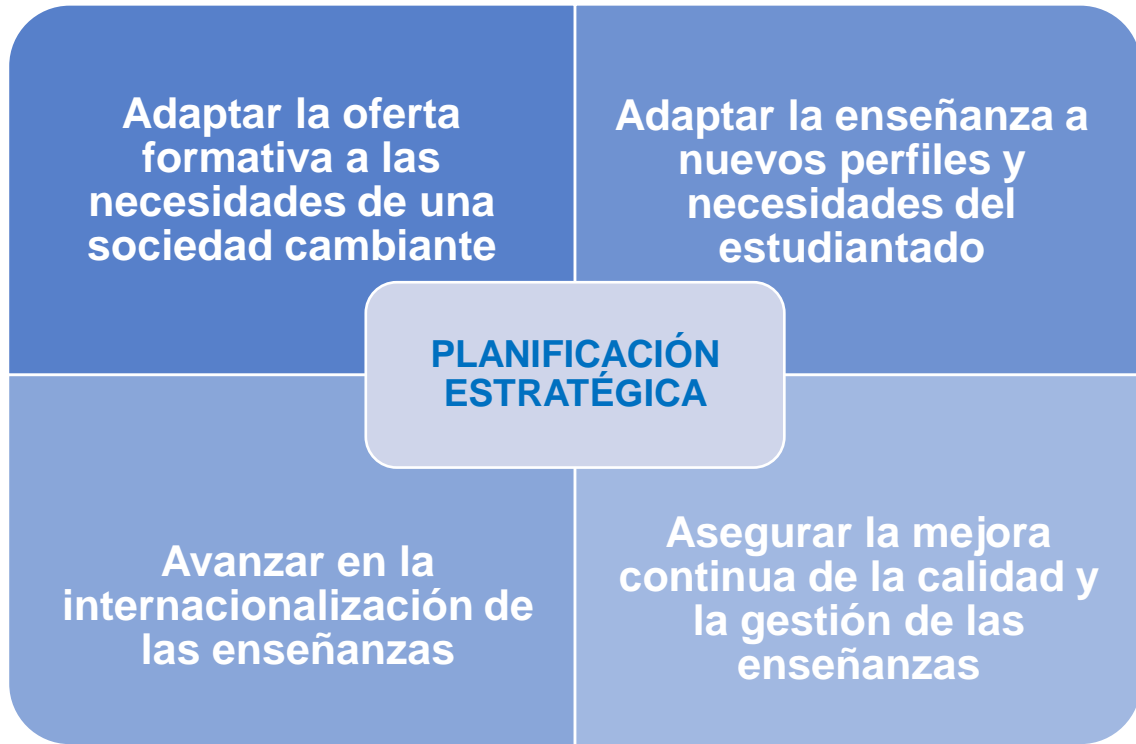 Adaptar la oferta
formativa a las
necesidades de una
sociedad cambiante
Adaptar la enseñanza a
nuevos perfiles y
necesidades del
estudiantado
PLANIFICACIÓN
ESTRATÉGICA
Avanzar en la
internacionalización de
las enseñanzas
Asegurar la mejora
continua de la calidad y
la gestión de las
enseñanzas